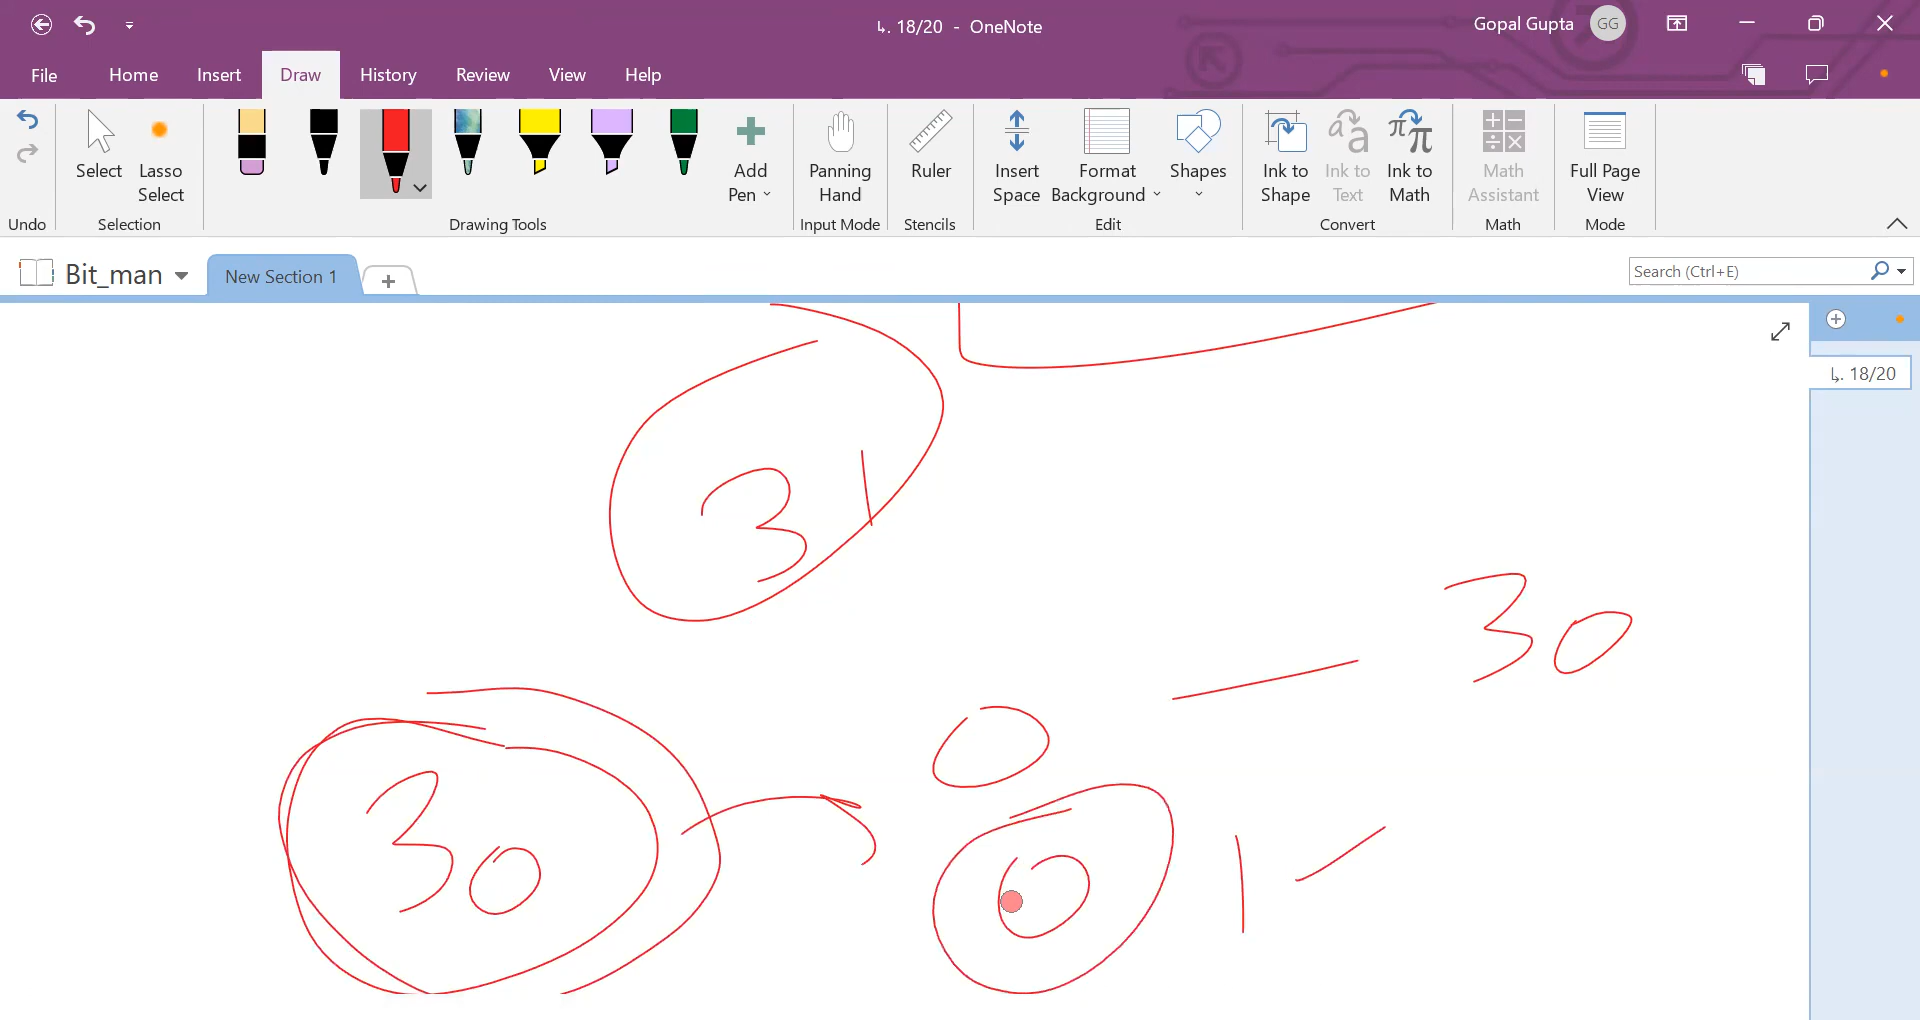 Ⴙ. 18/20 - OneNote
Gopal Gupta GG
File Home Insert Draw History Review View Help
Select
Lasso Select
Add Pen
Panning Hand
Ruler
Insert Space
Format Background
Shapes
Ink to Shape
Ink to Text
Ink to Math
Math Assistant
Full Page View
Undo Selection Drawing Tools Input Mode Stencils Edit Convert Math Mode
Bit_man New Section 1
Search (Ctrl+E)
18/20
31
0 — 30
30 0 1 —